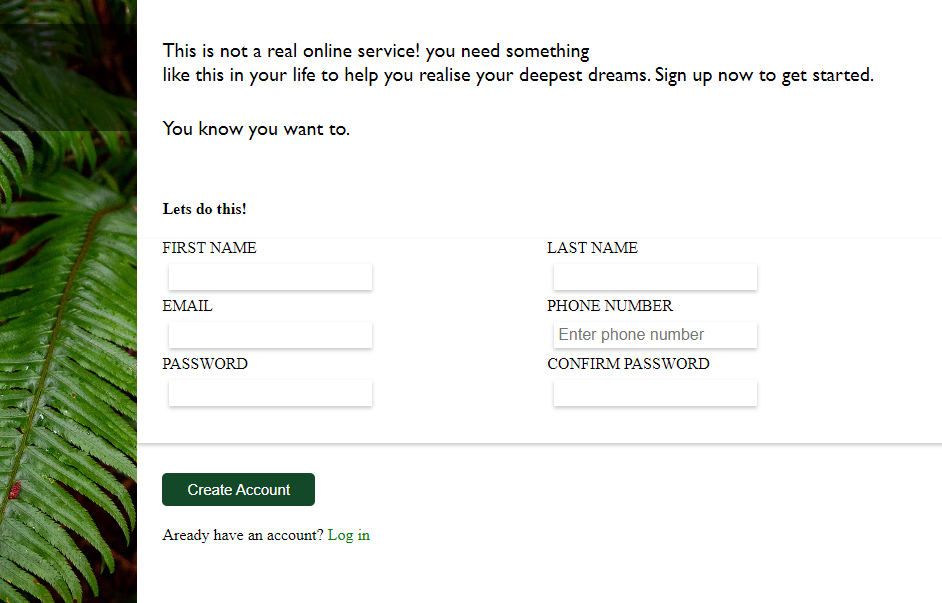 This is not a real online service! you need something
like this in your life to help you realise your deepest dreams. Sign up now to get started.
You know you want to.
Lets do this!
FIRST NAME
LAST NAME
EMAIL
PHONE NUMBER
Enter phone number
PASSWORD
CONFIRM PASSWORD
Create Account
Aready have an account? Log in